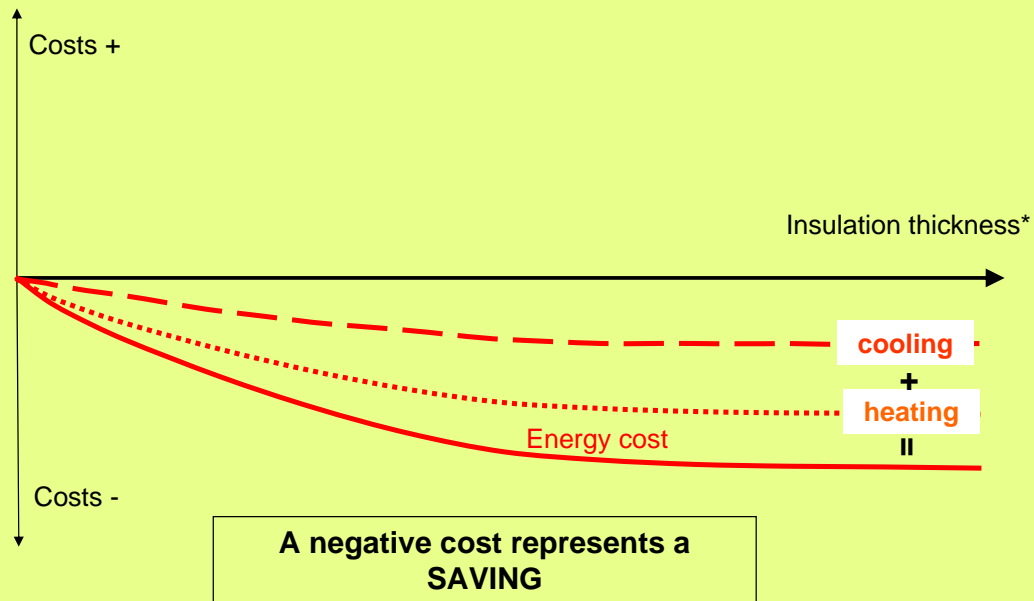 Costs +
Insulation thickness*
cooling
+
heating
=
Energy cost
Costs -
A negative cost represents a
SAVING